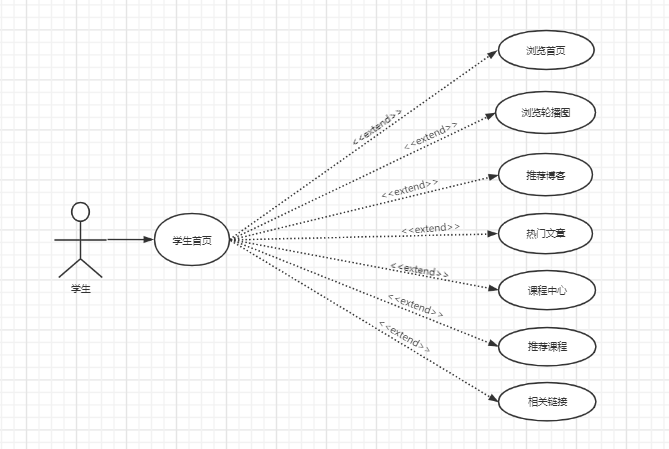 学生
学生首页
<<extend>>
浏览首页
<<extend>>
浏览轮播图
<<extend>>
推荐博客
<<extend>>
热门文章
<<extend>>
课程中心
<<extend>>
推荐课程
<<extend>>
相关链接